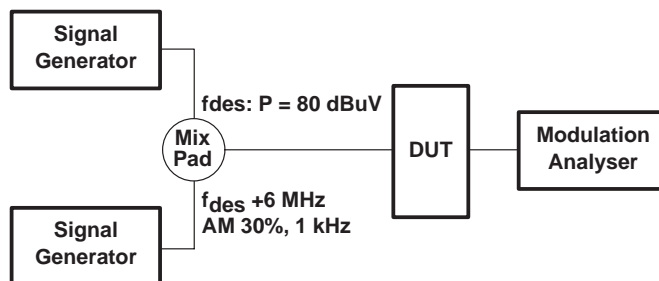 Signal
Generator
fdes: P = 80 dBuV
Mix
Pad
DUT
Modulation
Analyser
fdes +6 MHz
AM 30%, 1 kHz
Signal
Generator